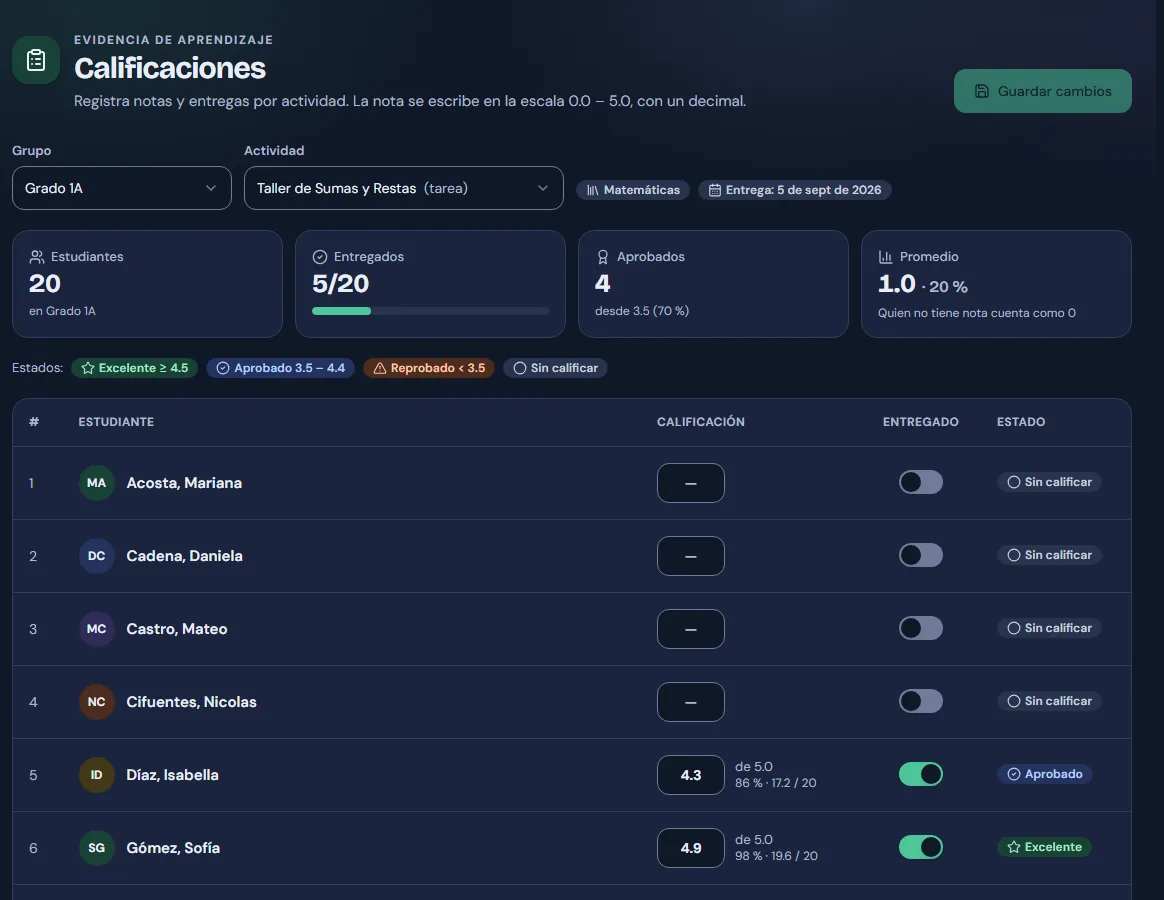 EVIDENCIA DE APRENDIZAJE
Calificaciones
Registra notas y entregas por actividad. La nota se escribe en la escala 0.0 – 5.0, con un decimal.
Guardar cambios
Grupo
Actividad
Grado 1A
Taller de Sumas y Restas (tarea)
Matemáticas
Entrega: 5 de sept de 2026
Estudiantes
20
en Grado 1A
Entregados
5/20
Aprobados
4
desde 3.5 (70 %)
Promedio
1.0 · 20 %
Quien no tiene nota cuenta como 0
Estados:
Excelente ≥ 4.5
Aprobado 3.5 – 4.4
Reprobado < 3.5
Sin calificar
# ESTUDIANTE CALIFICACIÓN ENTREGADO ESTADO
1 MA Acosta, Mariana — Sin calificar
2 DC Cadena, Daniela — Sin calificar
3 MC Castro, Mateo — Sin calificar
4 NC Cifuentes, Nicolas — Sin calificar
5 ID Díaz, Isabella 4.3 de 5.0 Aprobado
86 % · 17.2 / 20
6 SG Gómez, Sofía 4.9 de 5.0 Excelente
98 % · 19.6 / 20